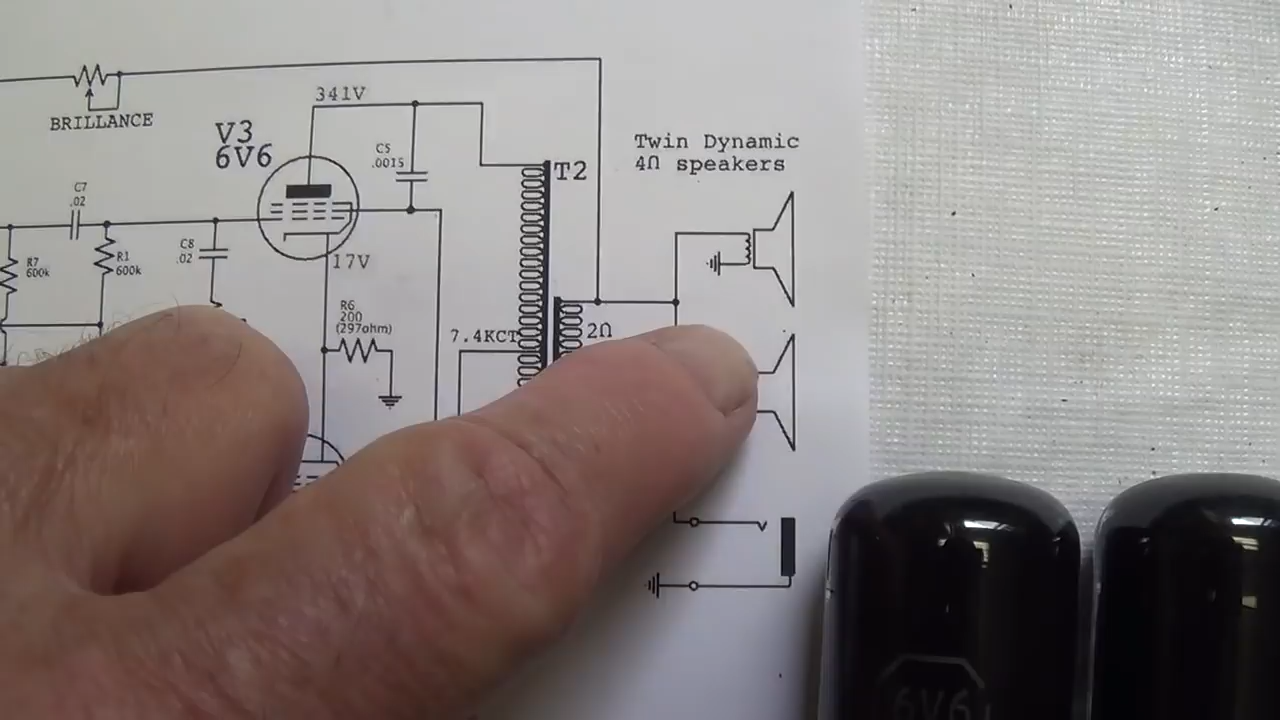 341V
BRILLANCE
V3
6V6
C5
.0015
Twin Dynamic
4Ω speakers
T2
C7
.02
R7
600k
R1
600k
C8
.02
17V
R6
200
(297ohm)
7.4KCT
2Ω
6V6